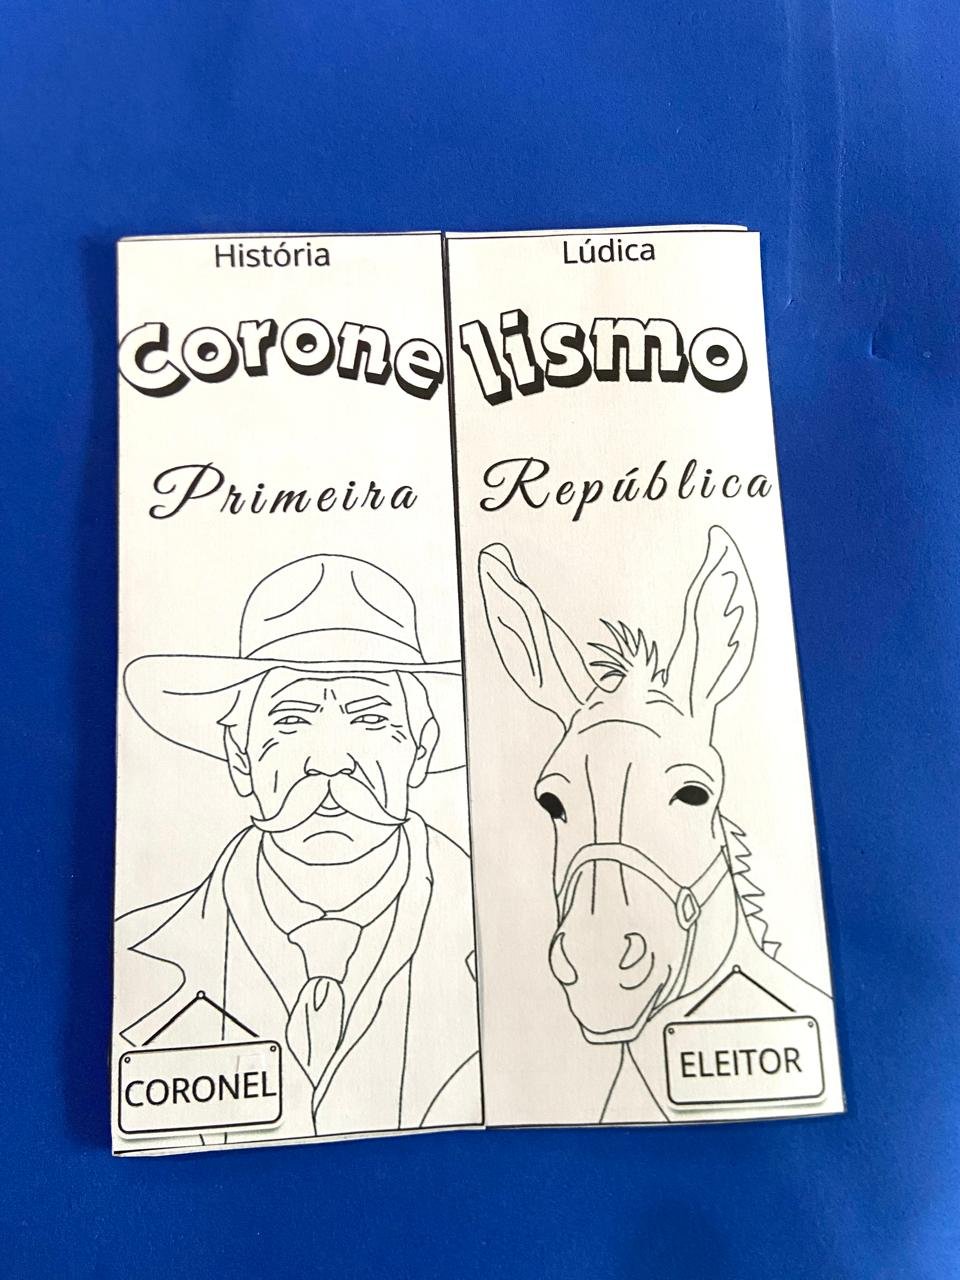 História
Lúdica
Coronelismo
Primeira República
CORONEL
ELEITOR